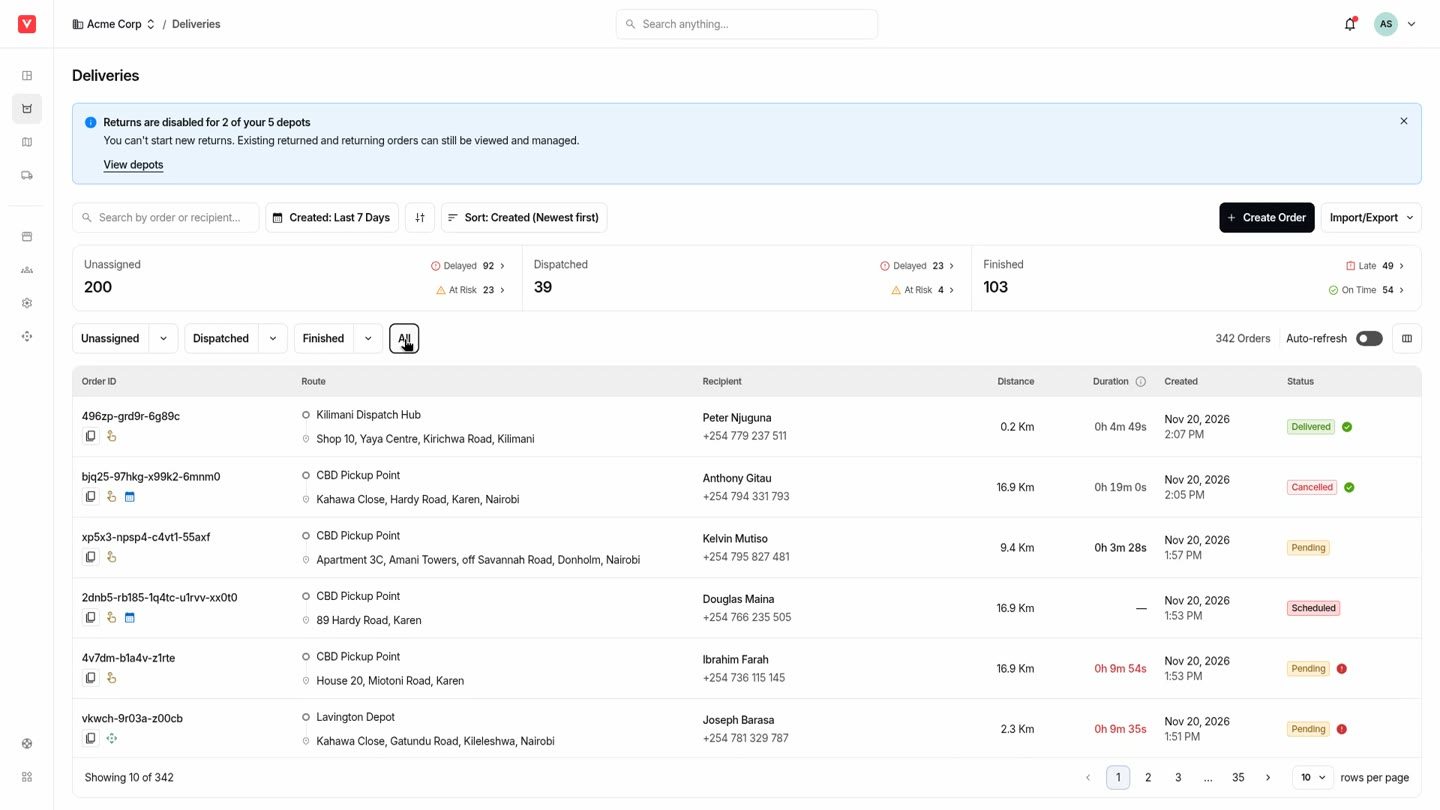 Acme Corp / Deliveries
Search anything...
AS
Deliveries
Returns are disabled for 2 of your 5 depots
You can't start new returns. Existing returned and returning orders can still be viewed and managed.
View depots
Search by order or recipient...
Created: Last 7 Days
Sort: Created (Newest first)
+ Create Order
Import/Export
Unassigned
200
Delayed 92
At Risk 23
Dispatched
39
Delayed 23
At Risk 4
Finished
103
Late 49
On Time 54
Unassigned
Dispatched
Finished
All
342 Orders
Auto-refresh
Order ID Route Recipient Distance Duration Created Status
496zp-grd9r-6g89c
Kilimani Dispatch Hub
Shop 10, Yaya Centre, Kirichwa Road, Kilimani
Peter Njuguna
+254 779 237 511
0.2 Km
0h 4m 49s
Nov 20, 2026
2:07 PM
Delivered
bjq25-97hkg-x99k2-6mnm0
CBD Pickup Point
Kahawa Close, Hardy Road, Karen, Nairobi
Anthony Gitau
+254 794 331 793
16.9 Km
0h 19m 0s
Nov 20, 2026
2:05 PM
Cancelled
xp5x3-npsp4-c4vt1-55axf
CBD Pickup Point
Apartment 3C, Amani Towers, off Savannah Road, Donholm, Nairobi
Kelvin Mutiso
+254 795 827 481
9.4 Km
0h 3m 28s
Nov 20, 2026
1:57 PM
Pending
2dnb5-rb185-1q4tc-u1rvv-xx0t0
CBD Pickup Point
89 Hardy Road, Karen
Douglas Maina
+254 766 235 505
16.9 Km
—
Nov 20, 2026
1:53 PM
Scheduled
4v7dm-b1a4v-z1rte
CBD Pickup Point
House 20, Miotoni Road, Karen
Ibrahim Farah
+254 736 115 145
16.9 Km
0h 9m 54s
Nov 20, 2026
1:53 PM
Pending
vkwch-9r03a-z00cb
Lavington Depot
Kahawa Close, Gatundu Road, Kileleshwa, Nairobi
Joseph Barasa
+254 781 329 787
2.3 Km
0h 9m 35s
Nov 20, 2026
1:51 PM
Pending
Showing 10 of 342
1 2 3 ... 35
10 rows per page